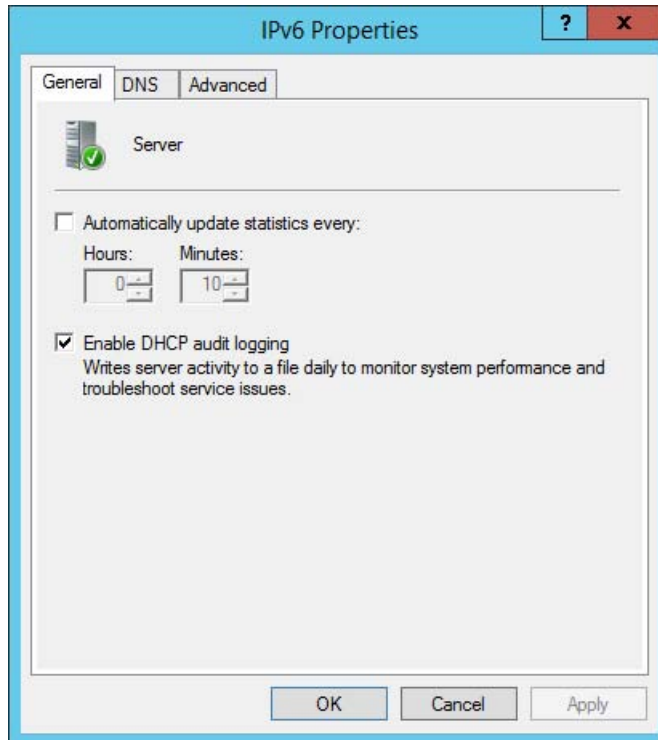 IPv6 Properties
? x
General DNS Advanced
Server
Automatically update statistics every:
Hours: Minutes:
0 10
Enable DHCP audit logging
Writes server activity to a file daily to monitor system performance and
troubleshoot service issues.
OK Cancel Apply